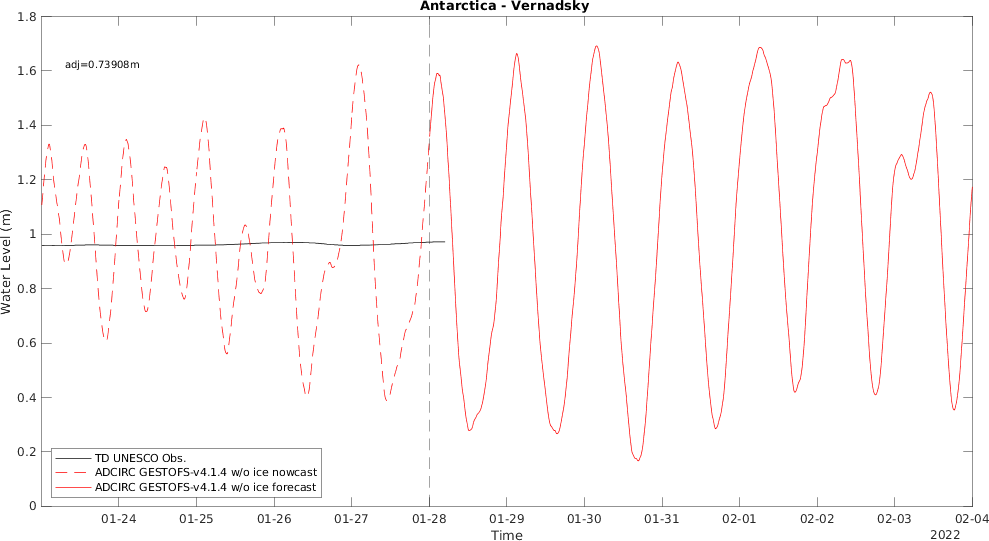 Antarctica - Vernadsky
1.8
1.6
1.4
1.2
1
0.8
0.6
0.4
0.2
0
Water Level (m)
adj=0.73908m
TD UNESCO Obs.
ADCIRC GESTOFS-v4.1.4 w/o ice nowcast
ADCIRC GESTOFS-v4.1.4 w/o ice forecast
01-24 01-25 01-26 01-27 01-28 01-29 01-30 01-31 02-01 02-02 02-03 02-04
Time
2022